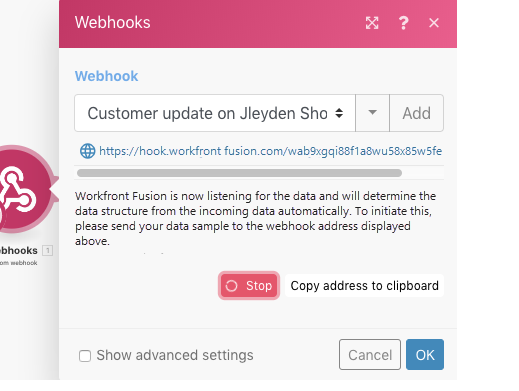 Webhooks
?
Webhook
Customer update on Jleyden Sho
Add
https://hook.workfront fusion.com/wab9xgqi88f1a8wu58x85w5fe
Workfront Fusion is now listening for the data and will determine the
data structure from the incoming data automatically. To initiate this,
please send your data sample to the webhook address displayed
above.
ebhooks 1
om webhook
Stop
Copy address to clipboard
Show advanced settings
Cancel
OK